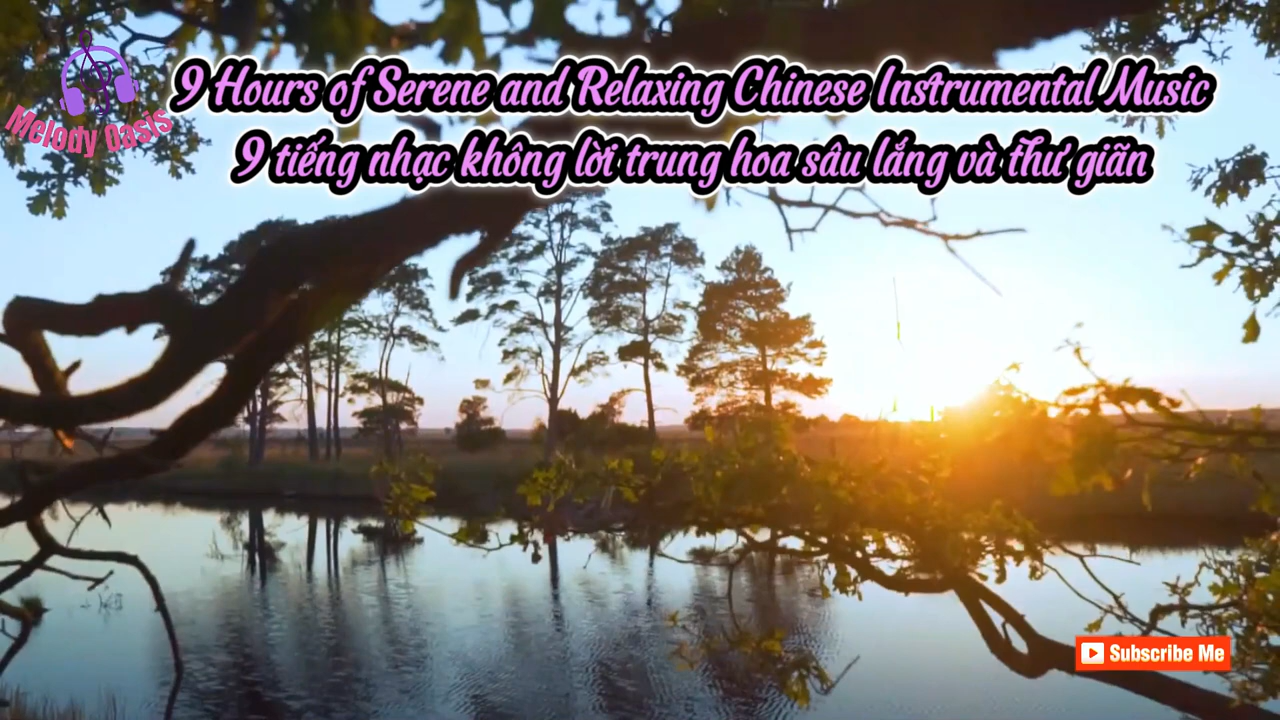 Melody Oasis
9 Hours of Serene and Relaxing Chinese Instrumental Music
9 tiếng nhạc không lời trung hoa sâu lắng và thư giãn
Subscribe Me